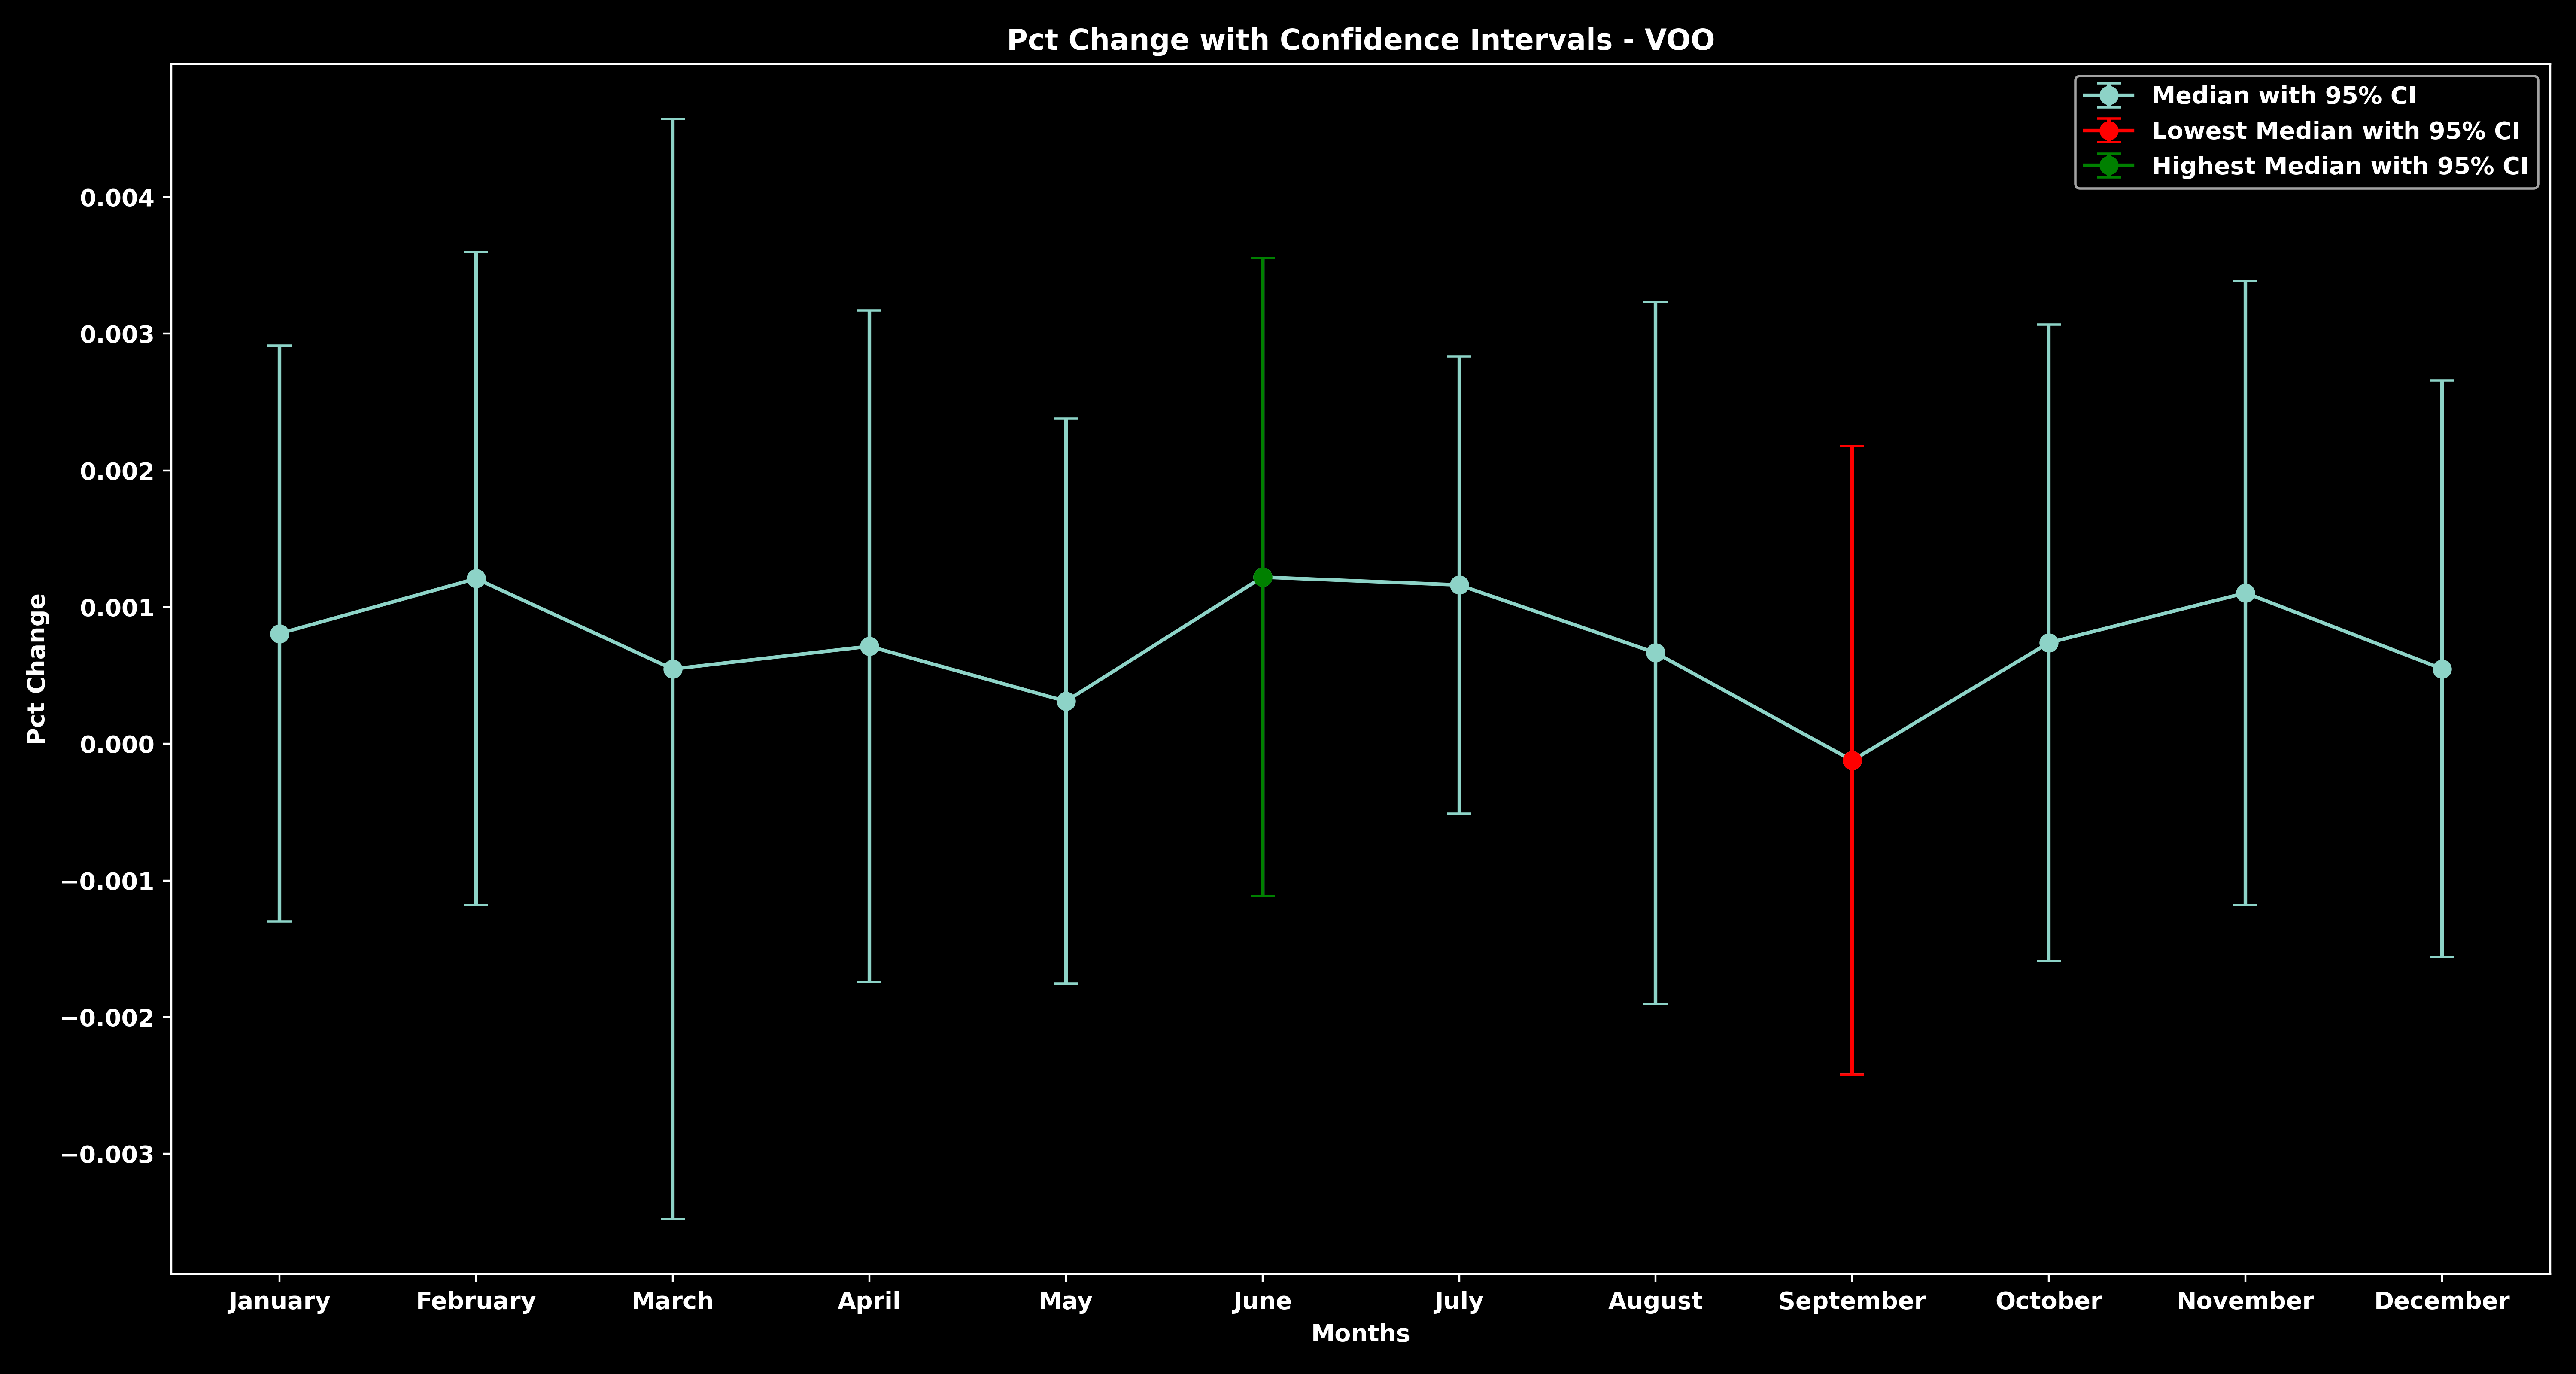 Pct Change with Confidence Intervals - VOO
Median with 95% CI
Lowest Median with 95% CI
Highest Median with 95% CI
Pct Change
0.004
0.003
0.002
0.001
0.000
−0.001
−0.002
−0.003
January February March April May June July August September October November December
Months